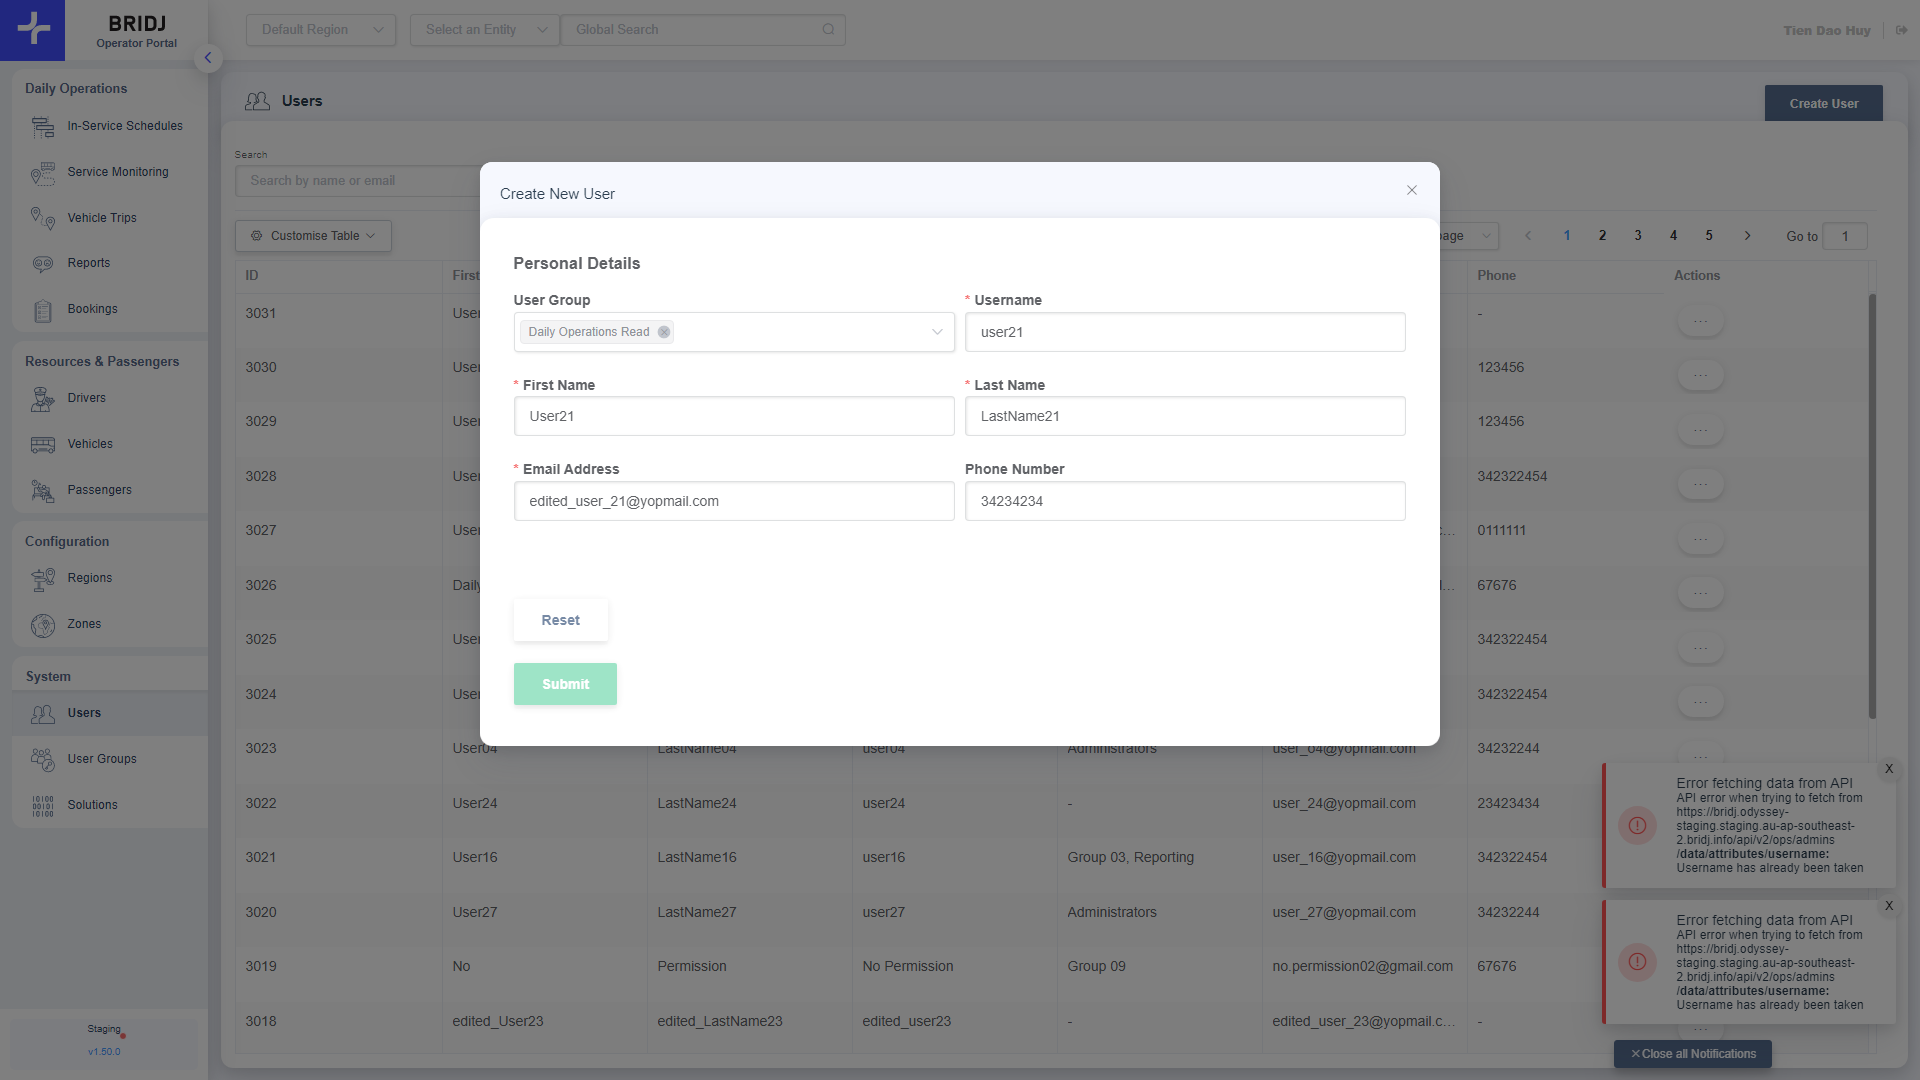 BRIDJ
Operator Portal
Default Region
Select an Entity
Global Search
Tien Dao Huy
Daily Operations
In-Service Schedules
Service Monitoring
Vehicle Trips
Reports
Bookings
Resources & Passengers
Drivers
Vehicles
Passengers
Configuration
Regions
Zones
System
Users
User Groups
Solutions
Staging
v1.50.0
Users
Create User
Search
Search by name or email
Customise Table
1 2 3 4 5
Go to 1
ID Phone Actions
3031 - ...
3030 123456 ...
3029 123456 ...
3028 342322454 ...
3027 0111111 ...
3026 67676 ...
3025 342322454 ...
3024 342322454 ...
3023 User04 LastName04 user04 Administrators user_04@yopmail.com 34232244 ...
3022 User24 LastName24 user24 - user_24@yopmail.com 23423434
3021 User16 LastName16 user16 Group 03, Reporting user_16@yopmail.com 342322454
3020 User27 LastName27 user27 Administrators user_27@yopmail.com 34232244
3019 No Permission No Permission Group 09 no.permission02@gmail.com 67676
3018 edited_User23 edited_LastName23 edited_user23 - edited_user_23@yopmail.c... - ...
Create New User
Personal Details
User Group
Daily Operations Read
* Username
user21
* First Name
User21
* Last Name
LastName21
* Email Address
edited_user_21@yopmail.com
Phone Number
34234234
Reset
Submit
X
Error fetching data from API
API error when trying to fetch from
https://bridj.odyssey-
staging.staging.au-ap-southeast-
2.bridj.info/api/v2/ops/admins
/data/attributes/username:
Username has already been taken
X
Error fetching data from API
API error when trying to fetch from
https://bridj.odyssey-
staging.staging.au-ap-southeast-
2.bridj.info/api/v2/ops/admins
/data/attributes/username:
Username has already been taken
Close all Notifications